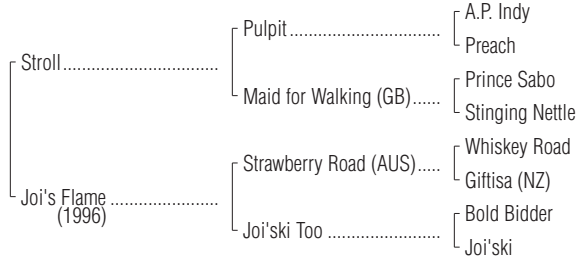 A.P. Indy
Pulpit
Preach
Stroll
Prince Sabo
Maid for Walking (GB)
Stinging Nettle
Whiskey Road
Strawberry Road (AUS)
Giftisa (NZ)
Joi's Flame
(1996)
Bold Bidder
Joi'ski Too
Joi'ski